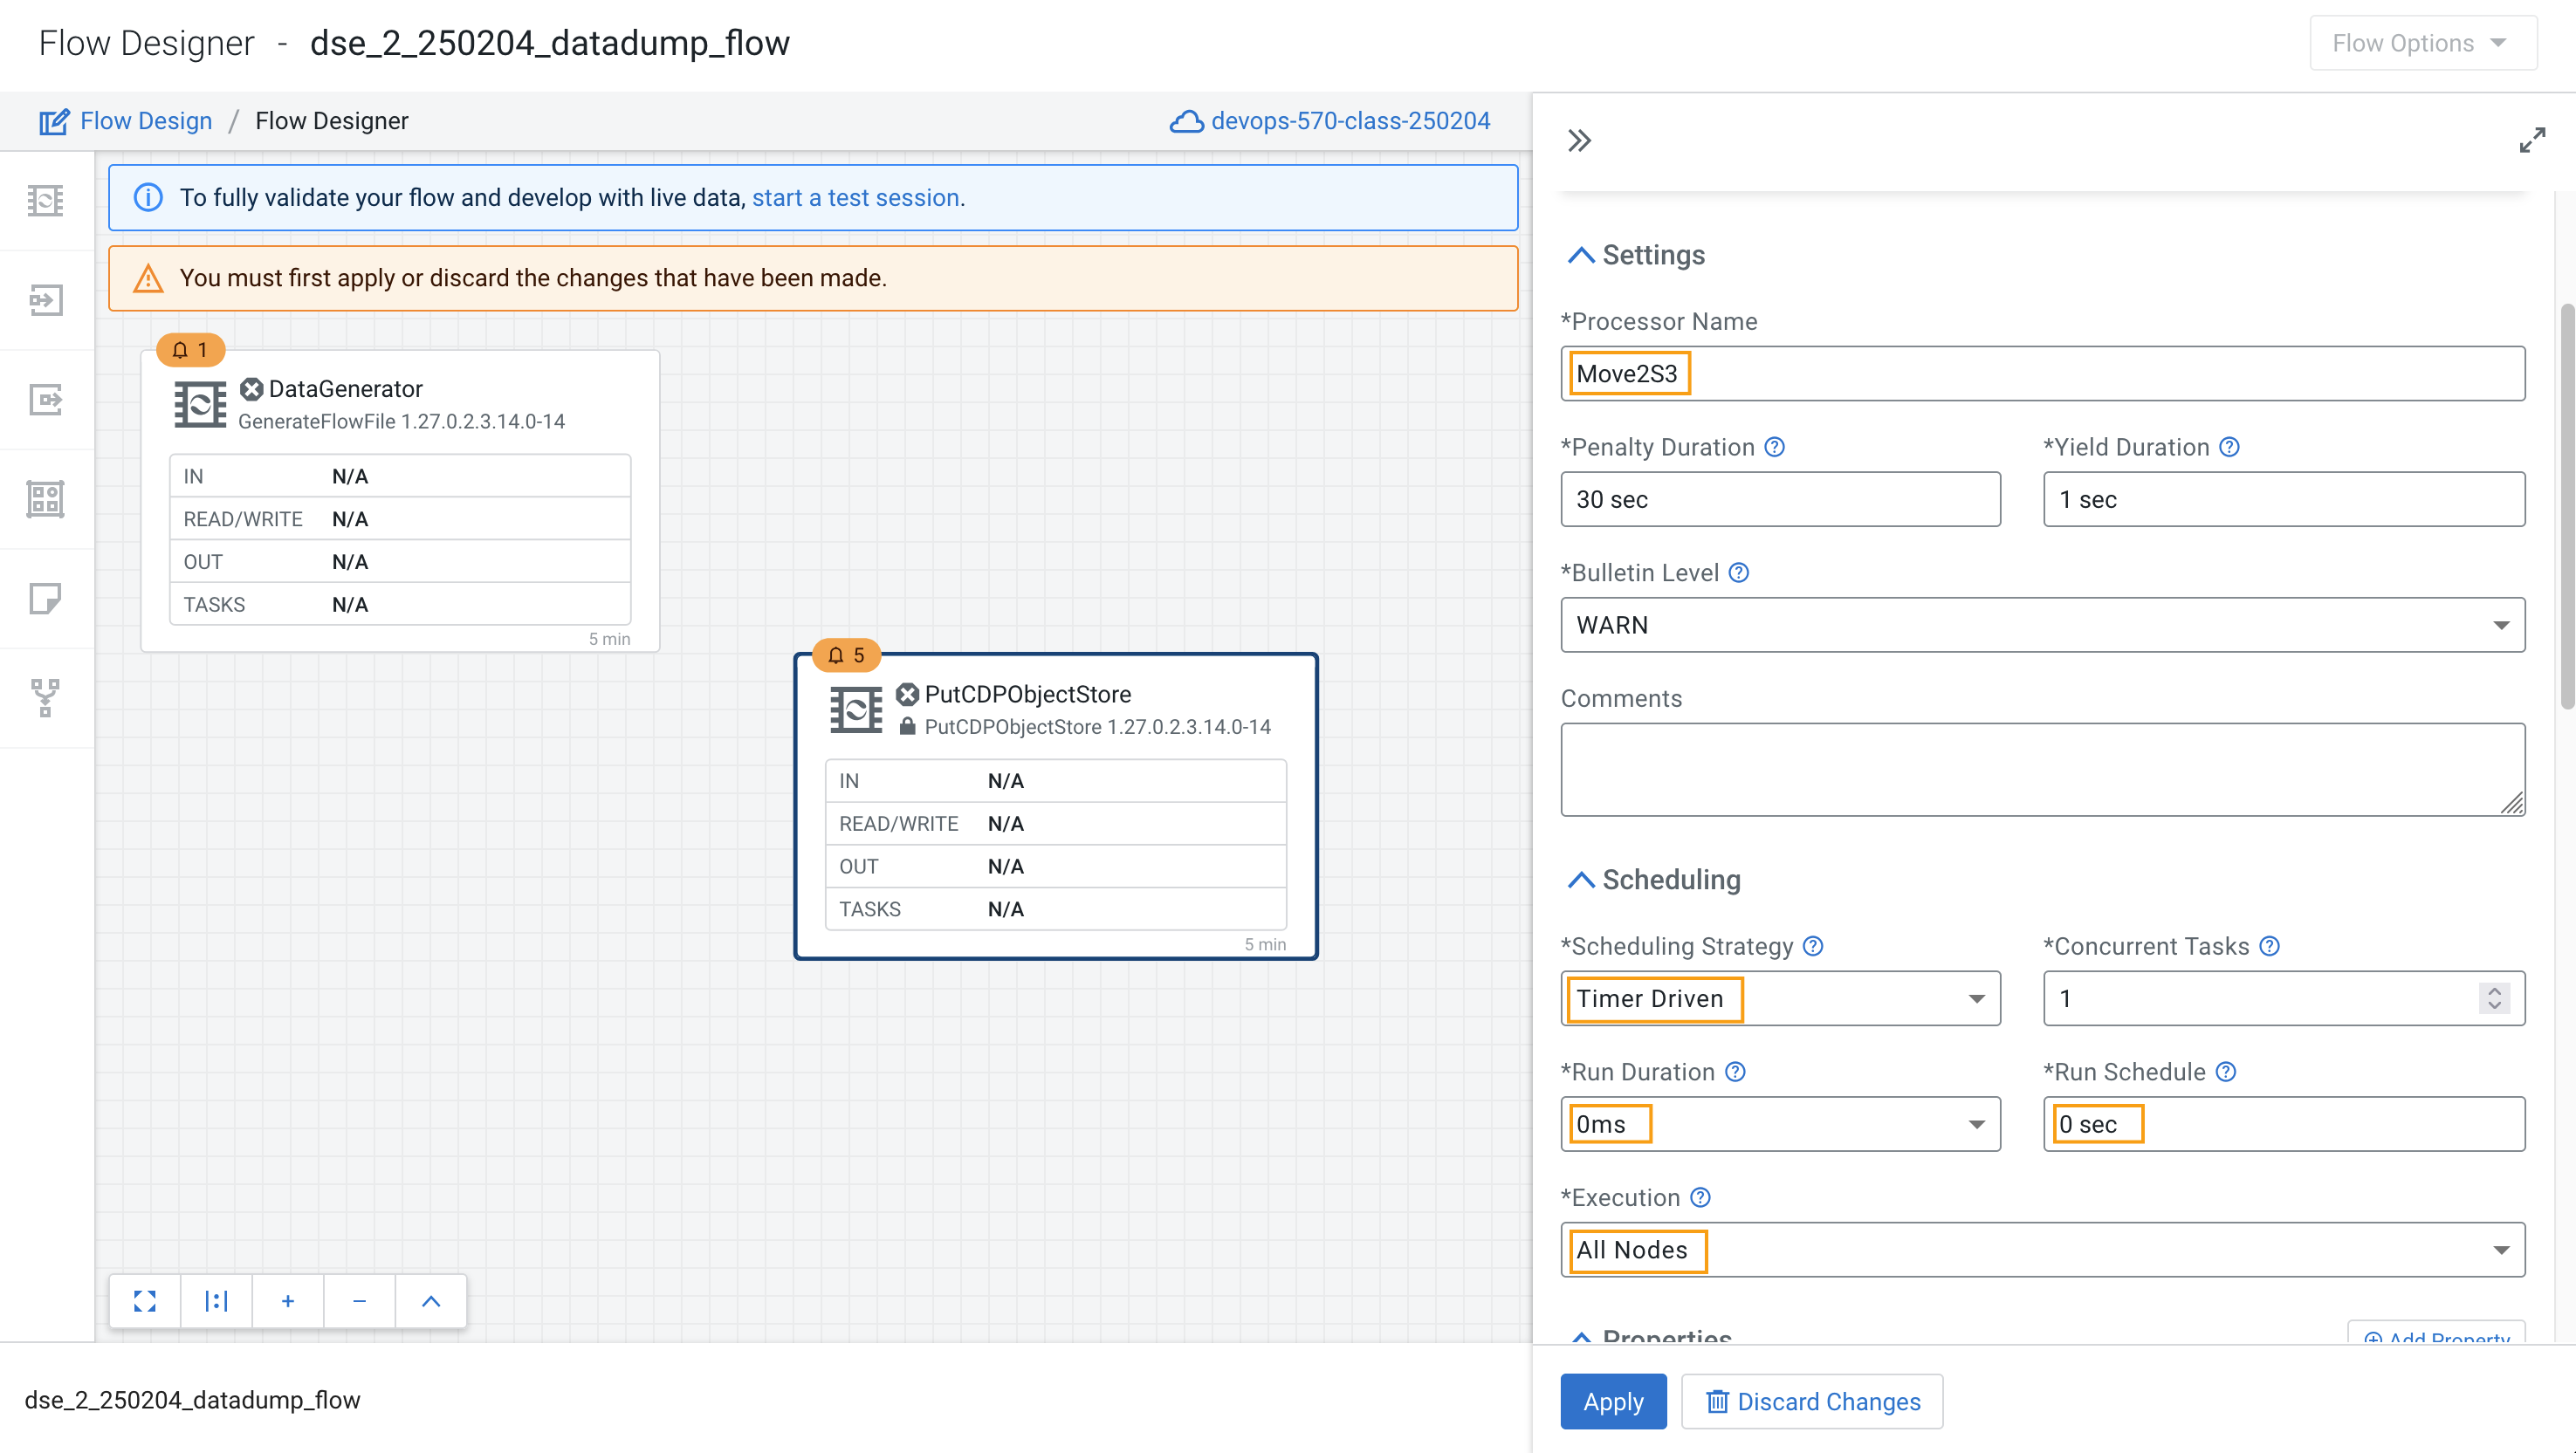 Flow Designer - dse_2_250204_datadump_flow
Flow Options
Flow Design / Flow Designer
devops-570-class-250204
To fully validate your flow and develop with live data, start a test session.
You must first apply or discard the changes that have been made.
1
DataGenerator
GenerateFlowFile 1.27.0.2.3.14.0-14
IN N/A
READ/WRITE N/A
OUT N/A
TASKS N/A
5 min
5
PutCDPObjectStore
PutCDPObjectStore 1.27.0.2.3.14.0-14
IN N/A
READ/WRITE N/A
OUT N/A
TASKS N/A
5 min
dse_2_250204_datadump_flow
Settings
*Processor Name
Move2S3
*Penalty Duration
*Yield Duration
30 sec
1 sec
*Bulletin Level
WARN
Comments
Scheduling
*Scheduling Strategy
*Concurrent Tasks
Timer Driven
1
*Run Duration
*Run Schedule
0ms
0 sec
*Execution
All Nodes
Properties
Add Property
Apply
Discard Changes